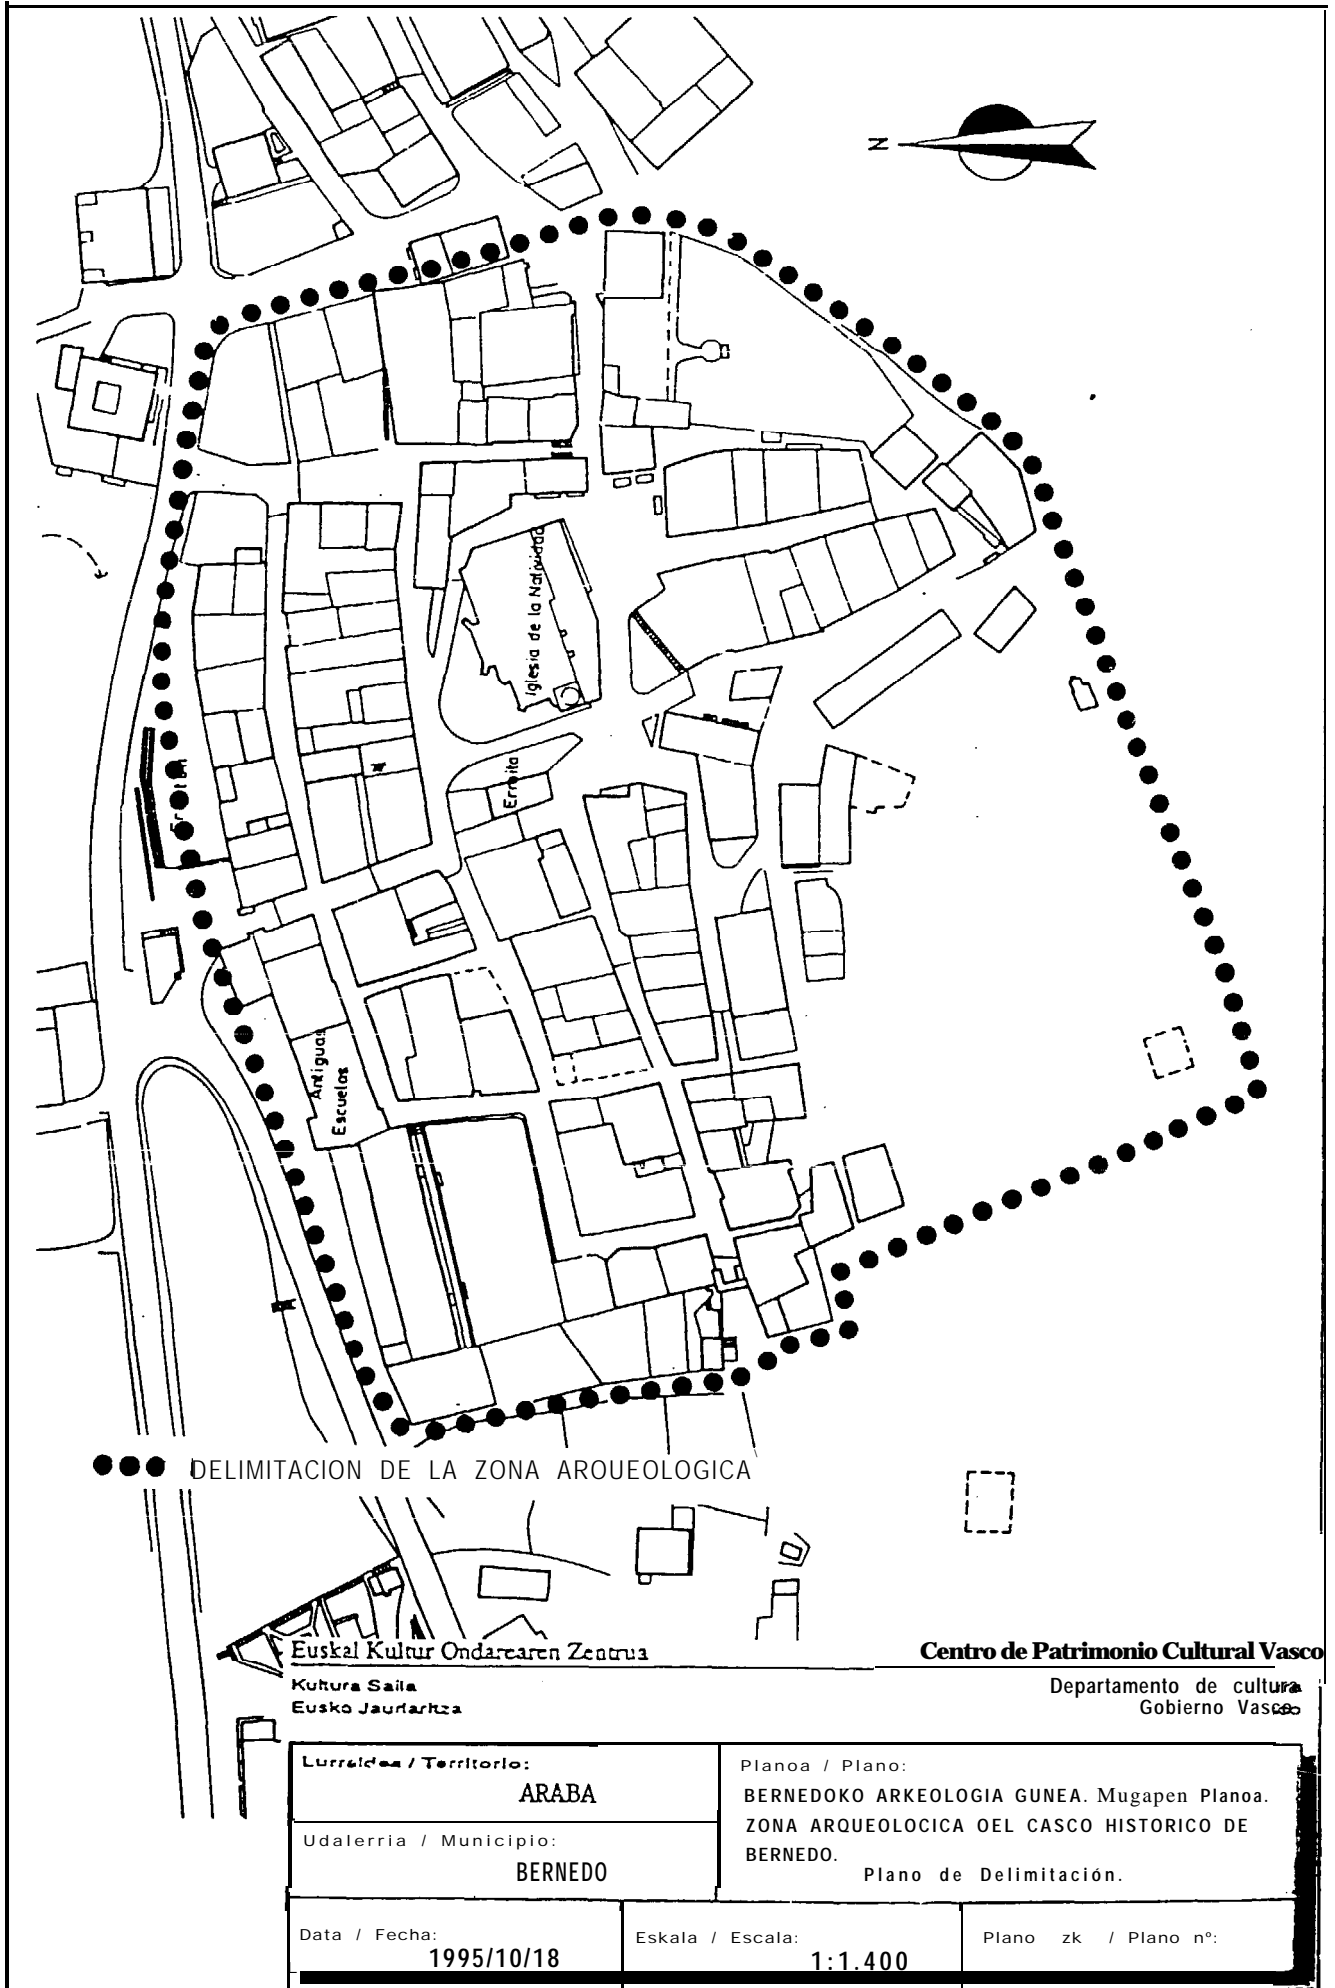 N
Iglesia de la Natividad
Ermita
Antiguas
Escuelas
DELIMITACION DE LA ZONA AROUEOLOGICA
Euskal Kultur Ondarearen Zentrua
Centro de Patrimonio Cultural Vasco
Kultura Saila
Departamento de cultura
Eusko Jaurlaritza
Gobierno Vasco
Lurraldea / Territorio:
ARABA
Udalerria / Municipio:
BERNEDO
Planoa / Plano:
BERNEDOKO ARKEOLOGIA GUNEA. Mugapen Planoa.
ZONA ARQUEOLOCICA OEL CASCO HISTORICO DE
BERNEDO.
Plano de Delimitación.
Data / Fecha:
1995/10/18
Eskala / Escala:
1:1.400
Plano zk / Plano nº: